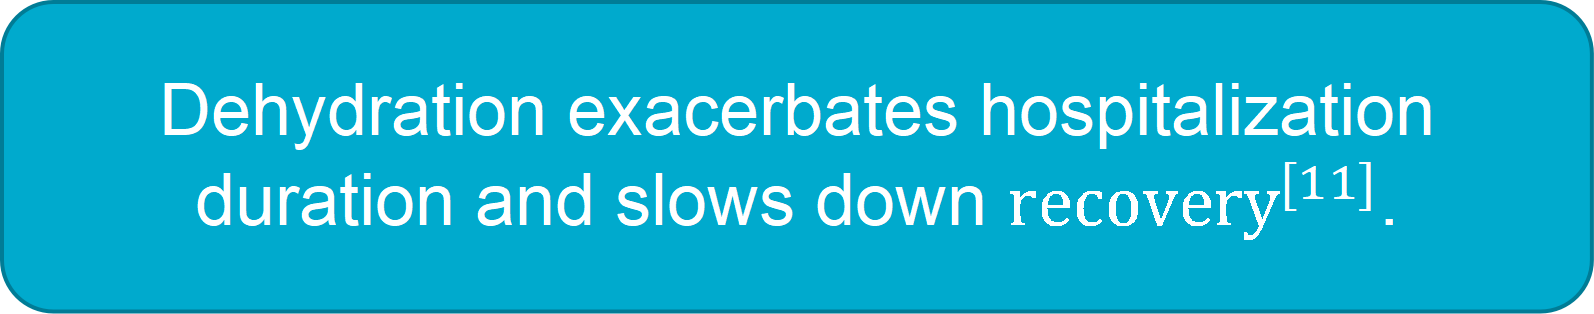 Dehydration exacerbates hospitalization
duration and slows down recovery[11].